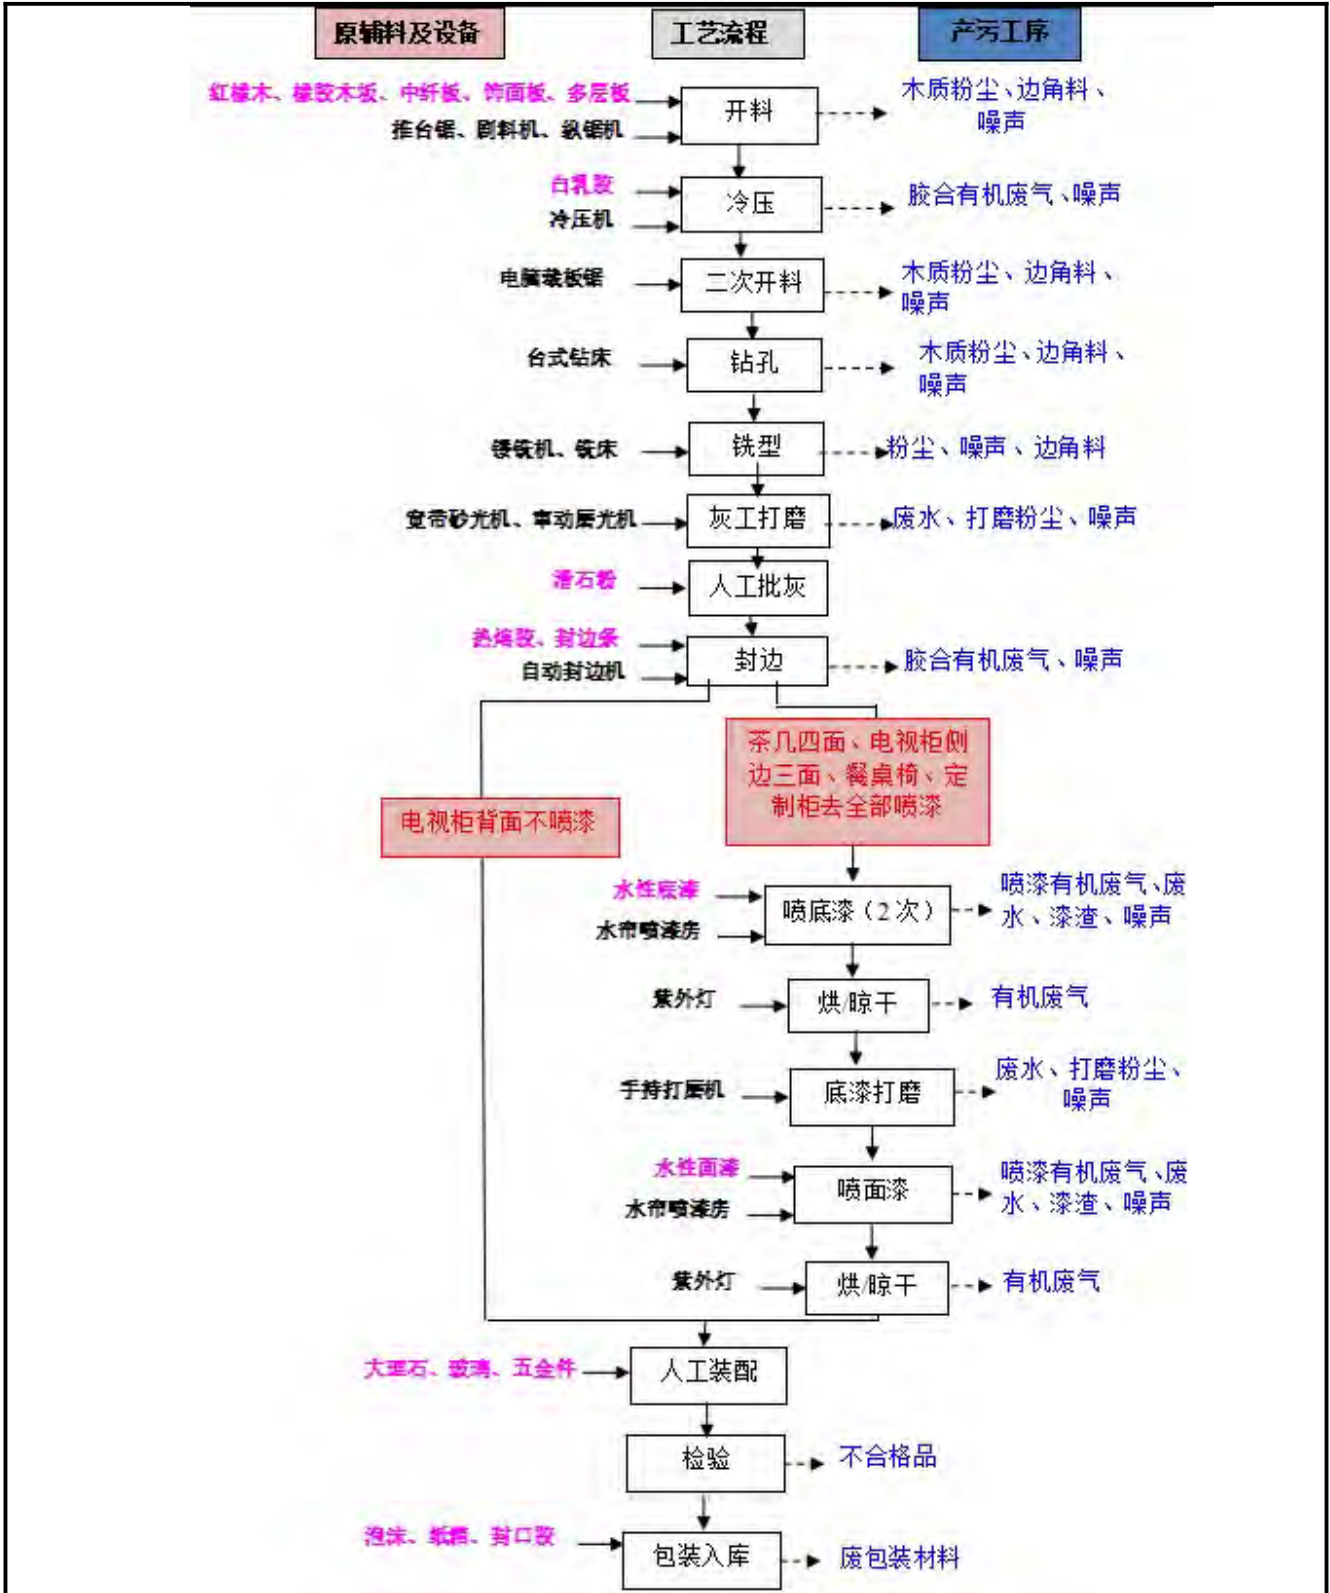 原辅料及设备 工艺流程 产污工序
红橡木、橡胶木板、中纤板、饰面板、多层板
推台锯、剖料机、纵锯机
开料
木质粉尘、边角料、
噪声
白乳胶
冷压机
冷压
胶合有机废气、噪声
电脑裁板锯
二次开料
木质粉尘、边角料、
噪声
台式钻床
钻孔
木质粉尘、边角料、
噪声
镂铣机、铣床
铣型
粉尘、噪声、边角料
宽带砂光机、窜动磨光机
灰工打磨
废水、打磨粉尘、噪声
滑石粉
人工批灰
热熔胶、封边条
自动封边机
封边
胶合有机废气、噪声
茶几四面、电视柜侧
边三面、餐桌椅、定
制柜去全部喷漆
电视柜背面不喷漆
水性底漆
水帘喷漆房
喷底漆（2次）
喷漆有机废气、废
水、漆渣、噪声
紫外灯
烘/晾干
有机废气
手持打磨机
底漆打磨
废水、打磨粉尘、
噪声
水性面漆
水帘喷漆房
喷面漆
喷漆有机废气、废
水、漆渣、噪声
紫外灯
烘/晾干
有机废气
大理石、玻璃、五金件
人工装配
检验
不合格品
泡沫、纸箱、封口胶
包装入库
废包装材料